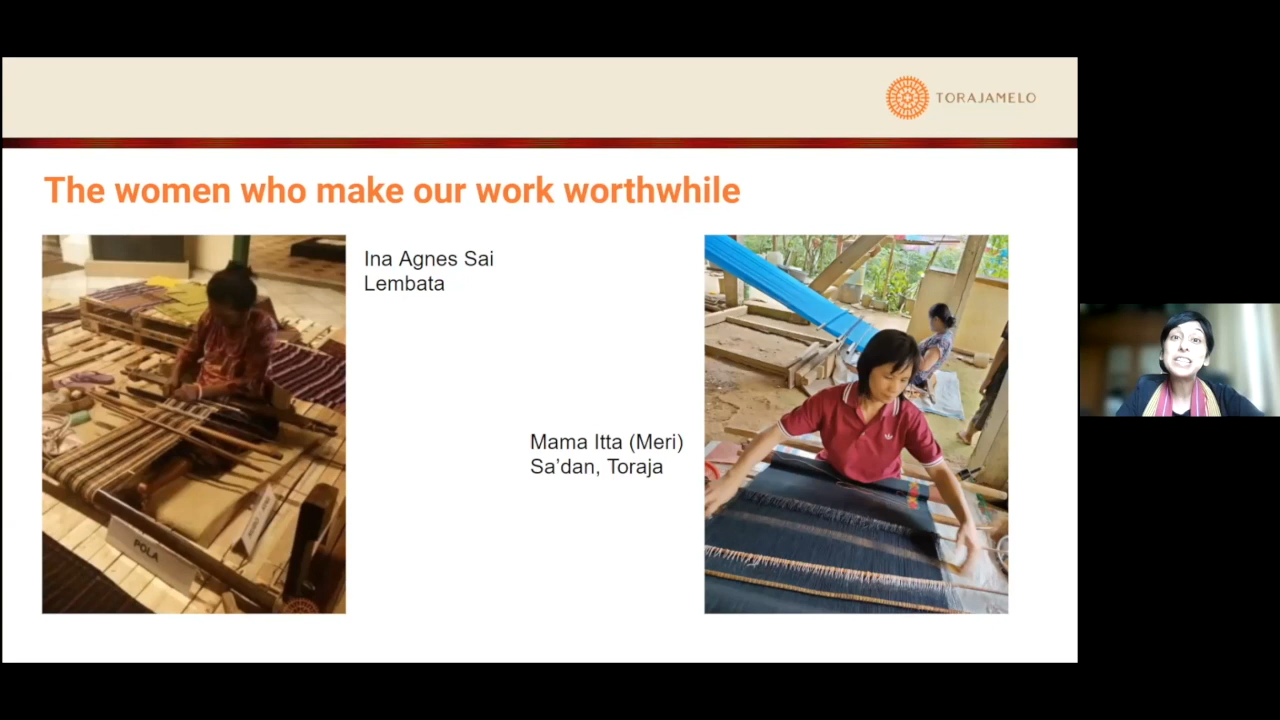 TORAJAMELO
The women who make our work worthwhile
Ina Agnes Sai
Lembata
Mama Itta (Meri)
Sa'dan, Toraja
POLA